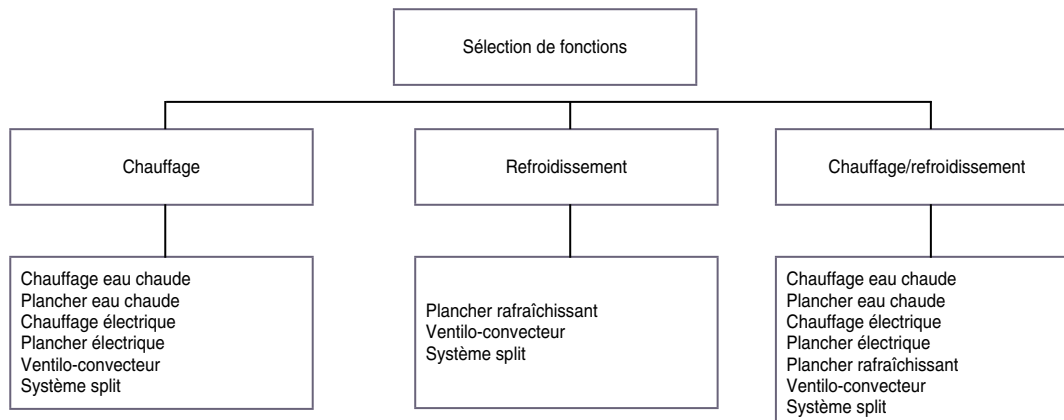 Sélection de fonctions
Chauffage
Refroidissement
Chauffage/refroidissement
Chauffage eau chaude
Plancher eau chaude
Chauffage électrique
Plancher électrique
Ventilo-convecteur
Système split
Plancher rafraîchissant
Ventilo-convecteur
Système split
Chauffage eau chaude
Plancher eau chaude
Chauffage électrique
Plancher électrique
Plancher rafraîchissant
Ventilo-convecteur
Système split